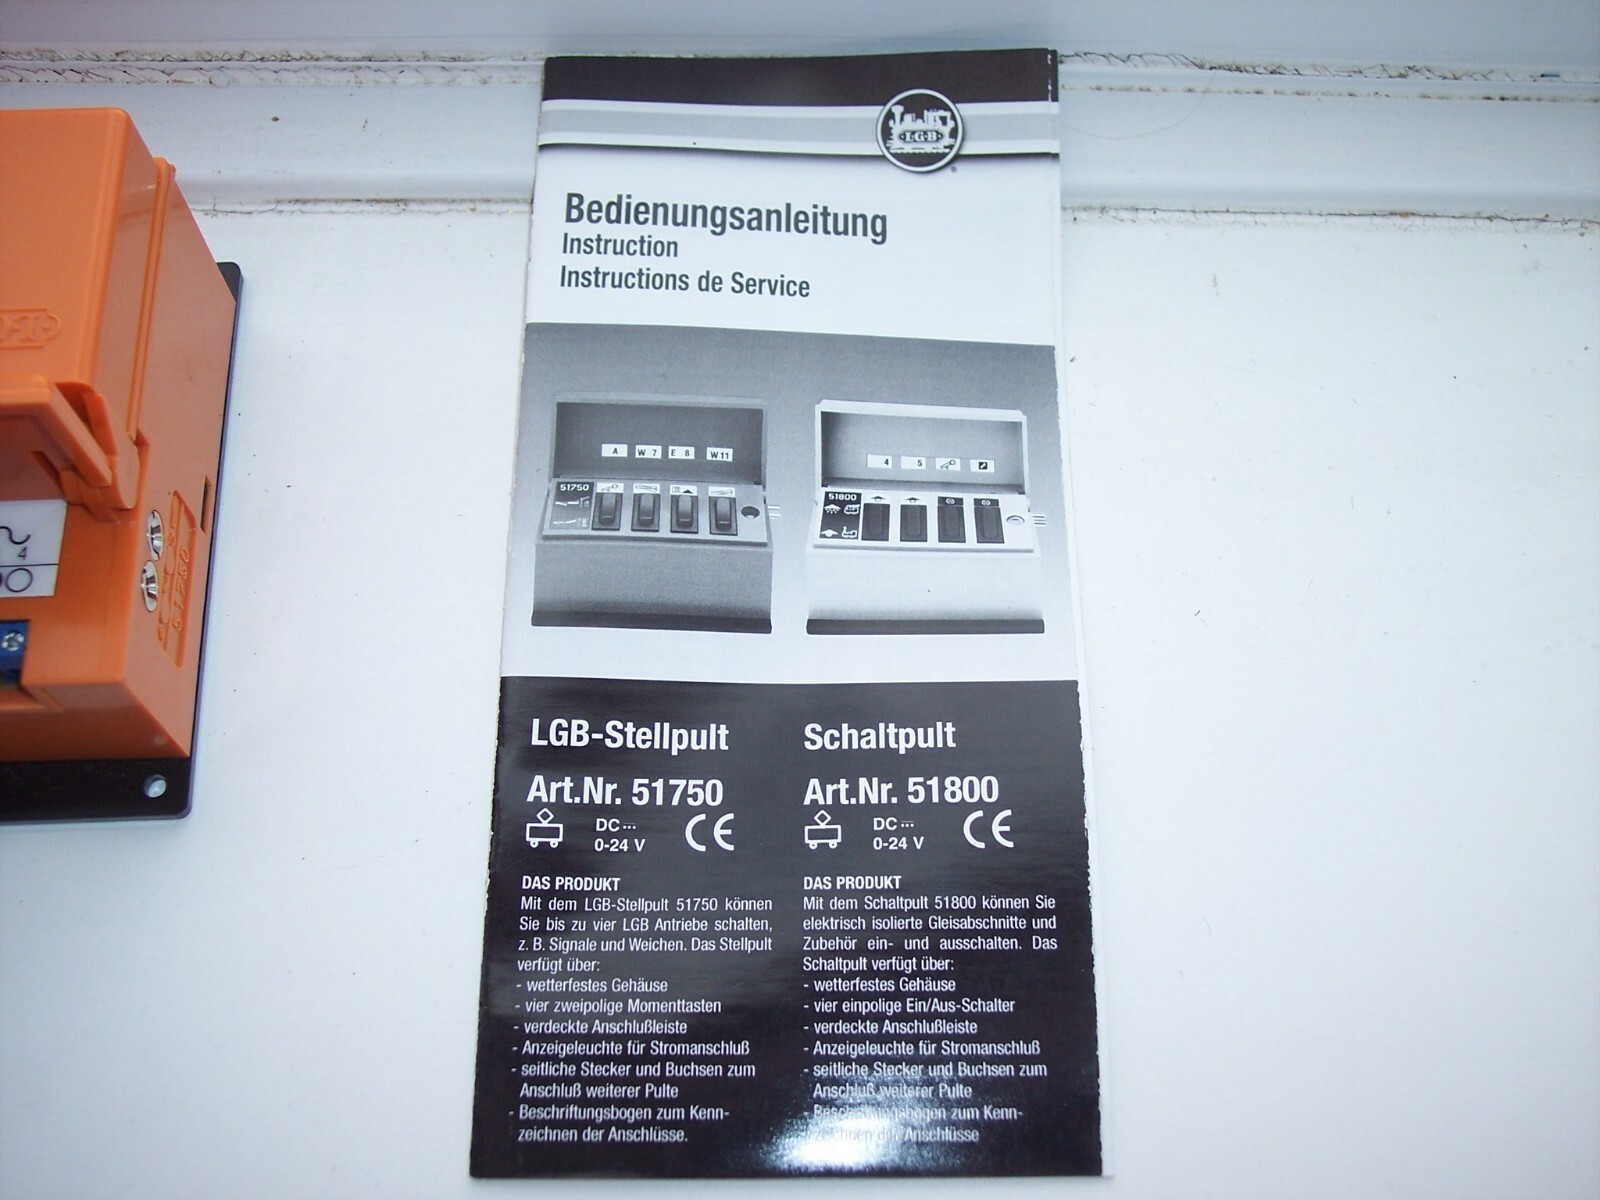 L·G·B
Bedienungsanleitung
Instruction
Instructions de Service
A W 7 E 8 W 11
51750
4 5
51800
LGB-Stellpult
Art.Nr. 51750
DC
0-24 V
CE
DAS PRODUKT
Mit dem LGB-Stellpult 51750 können
Sie bis zu vier LGB Antriebe schalten,
z. B. Signale und Weichen. Das Stellpult
verfügt über:
- wetterfestes Gehäuse
- vier zweipolige Momenttasten
- verdeckte Anschlußleiste
- Anzeigeleuchte für Stromanschluß
- seitliche Stecker und Buchsen zum
Anschluß weiterer Pulte
- Beschriftungsbogen zum Kenn-
zeichnen der Anschlüsse.
Schaltpult
Art.Nr. 51800
DC
0-24 V
CE
DAS PRODUKT
Mit dem Schaltpult 51800 können Sie
elektrisch isolierte Gleisabschnitte und
Zubehör ein- und ausschalten. Das
Schaltpult verfügt über:
- wetterfestes Gehäuse
- vier einpolige Ein/Aus-Schalter
- verdeckte Anschlußleiste
- Anzeigeleuchte für Stromanschluß
- seitliche Stecker und Buchsen zum
Anschluß weiterer Pulte
- Beschriftungsbogen zum Kenn-
zeichnen der Anschlüsse
4